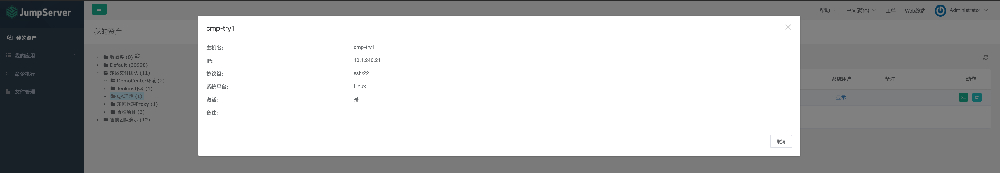 JumpServer
帮助
中文(简体)
工单
Web终端
Administrator
我的资产
我的应用
命令执行
文件管理
我的资产
收藏夹 (0)
Default (30998)
东区交付团队 (11)
DemoCenter环境 (2)
Jenkins环境 (1)
QA环境 (1)
东区代理Proxy (1)
百胜项目 (3)
售前团队演示 (12)
cmp-try1
主机名: cmp-try1
IP: 10.1.240.21
协议组: ssh/22
系统平台: Linux
激活: 是
备注:
取消
系统用户 备注 动作
显示